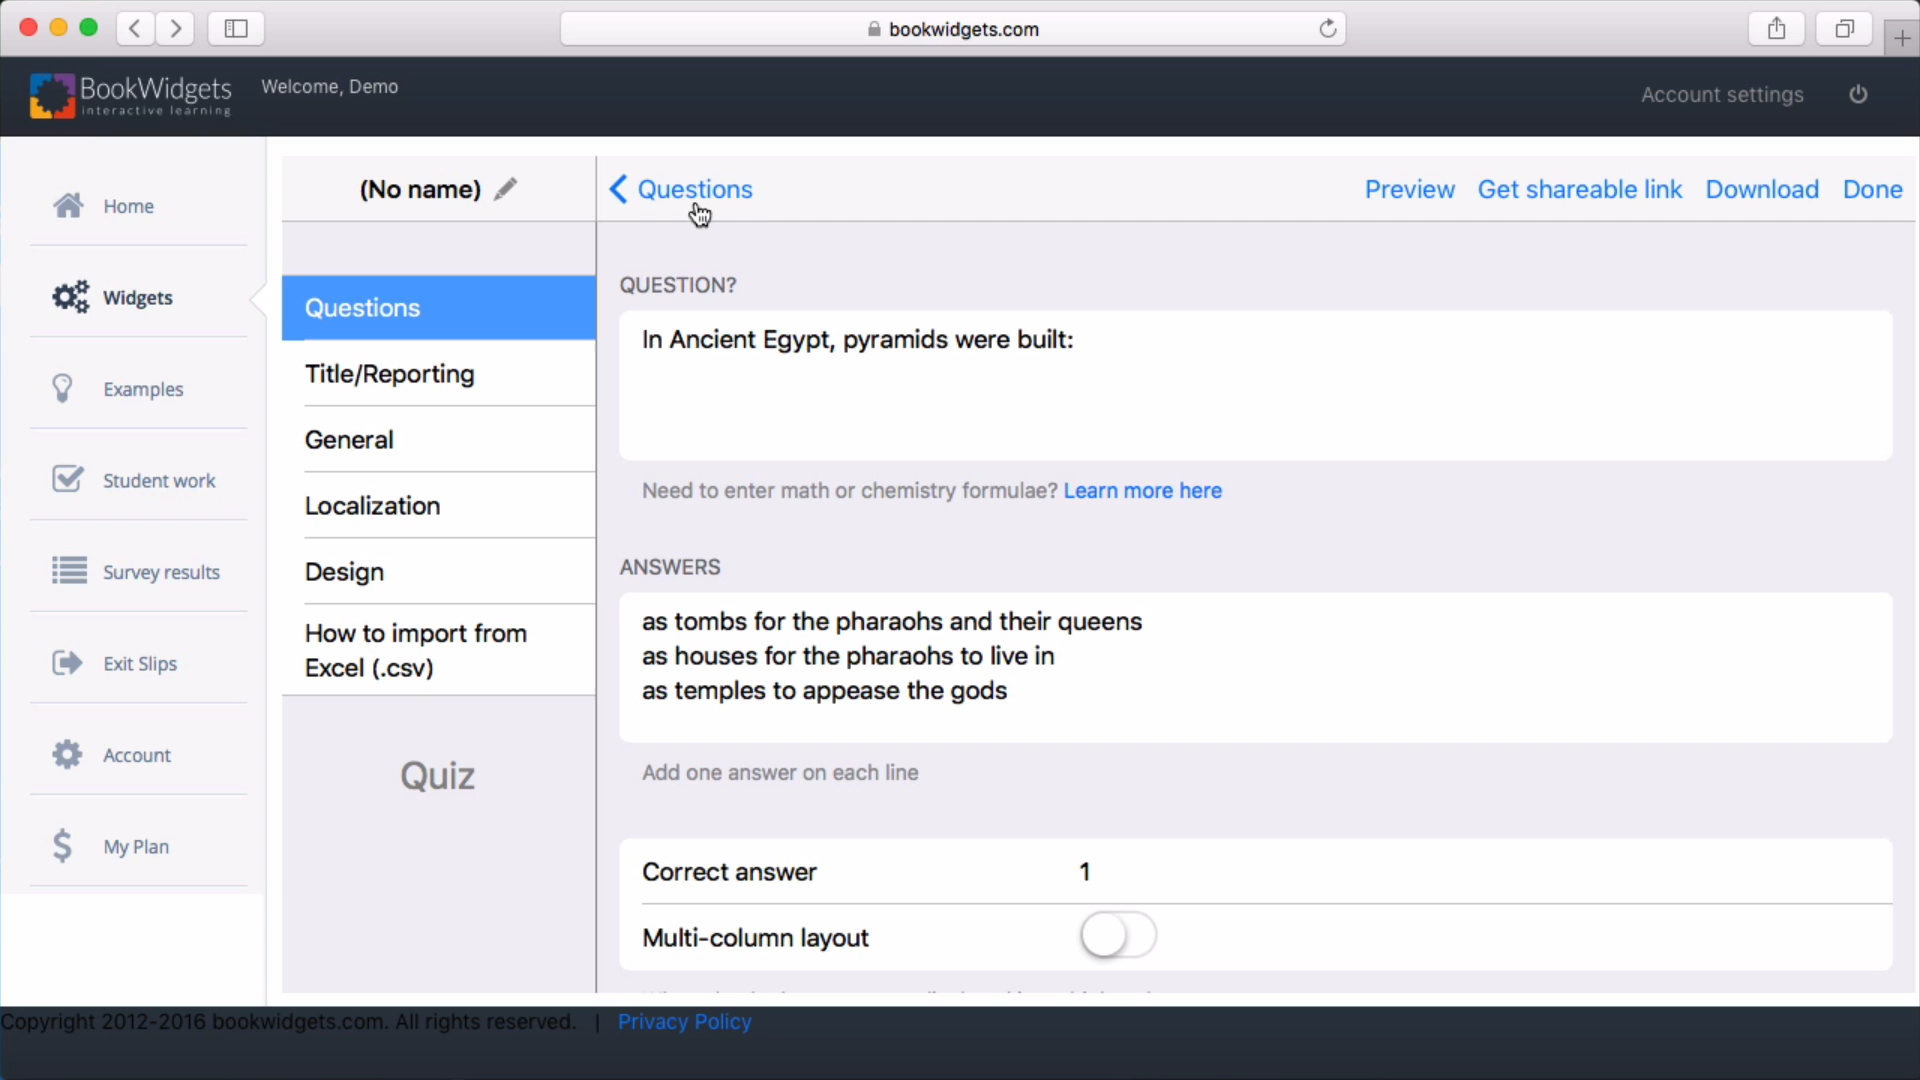 bookwidgets.com
BookWidgets
interactive learning
Welcome, Demo
Account settings
Home
Widgets
Examples
Student work
Survey results
Exit Slips
Account
My Plan
(No name)
Questions
Title/Reporting
General
Localization
Design
How to import from
Excel (.csv)
Quiz
Questions
Preview Get shareable link Download Done
QUESTION?
In Ancient Egypt, pyramids were built:
Need to enter math or chemistry formulae? Learn more here
ANSWERS
as tombs for the pharaohs and their queens
as houses for the pharaohs to live in
as temples to appease the gods
Add one answer on each line
Correct answer 1
Multi-column layout
Copyright 2012-2016 bookwidgets.com. All rights reserved. | Privacy Policy